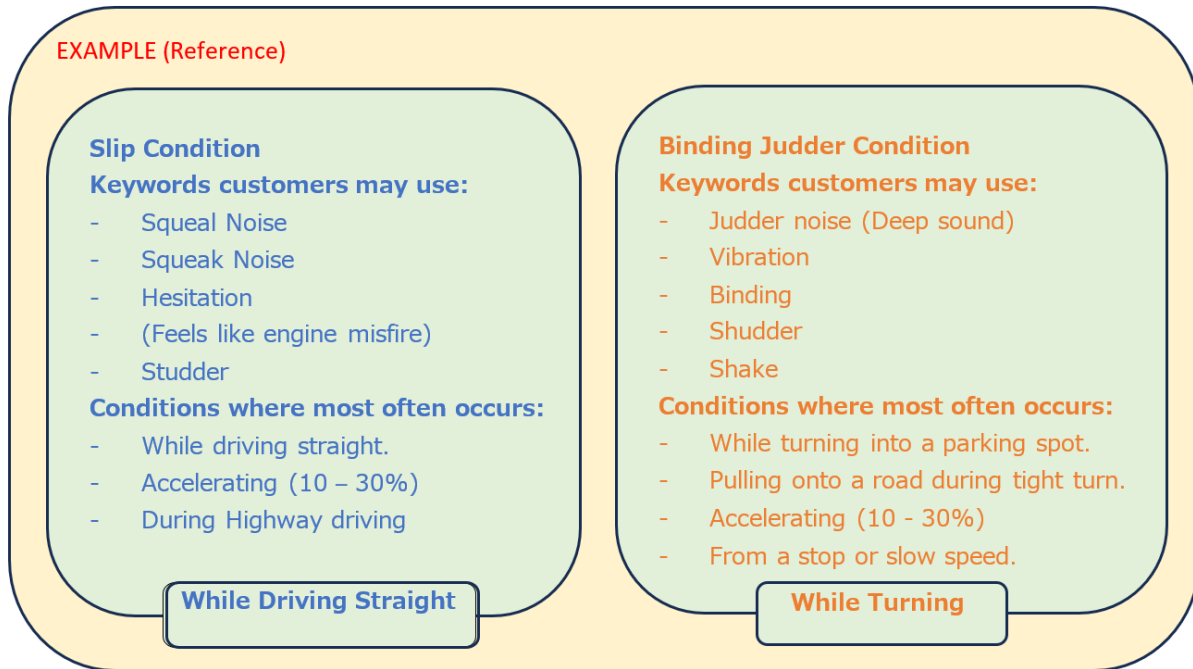 EXAMPLE (Reference)
Slip Condition
Keywords customers may use:
- Squeal Noise
- Squeak Noise
- Hesitation
- (Feels like engine misfire)
- Studder
Conditions where most often occurs:
- While driving straight.
- Accelerating (10 – 30%)
- During Highway driving
While Driving Straight
Binding Judder Condition
Keywords customers may use:
- Judder noise (Deep sound)
- Vibration
- Binding
- Shudder
- Shake
Conditions where most often occurs:
- While turning into a parking spot.
- Pulling onto a road during tight turn.
- Accelerating (10 - 30%)
- From a stop or slow speed.
While Turning